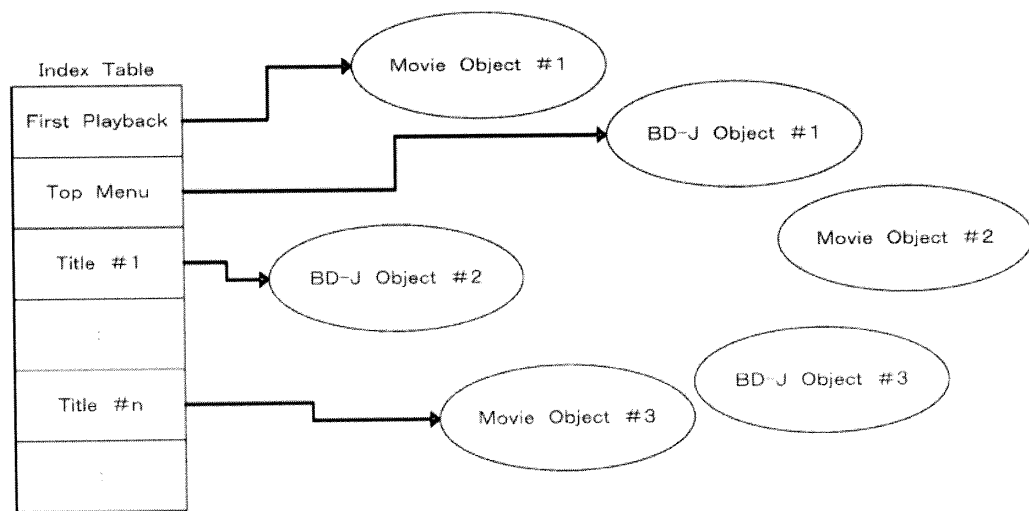 Index Table
First Playback
Top Menu
Title #1
:
Title #n
:
Movie Object #1
BD-J Object #1
Movie Object #2
BD-J Object #2
BD-J Object #3
Movie Object #3